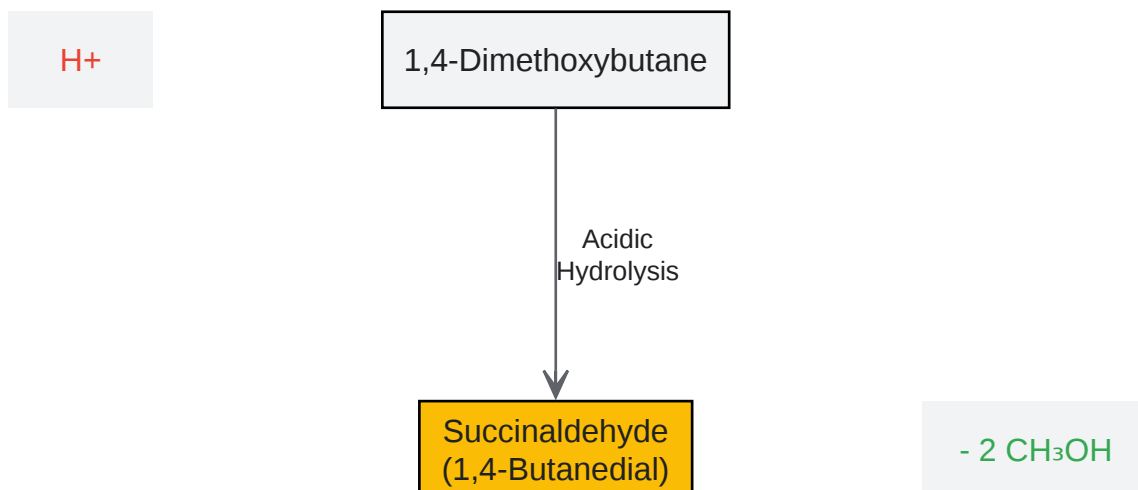 H+
1,4-Dimethoxybutane
Acidic
Hydrolysis
Succinaldehyde
(1,4-Butanedial)
- 2 CH₃OH